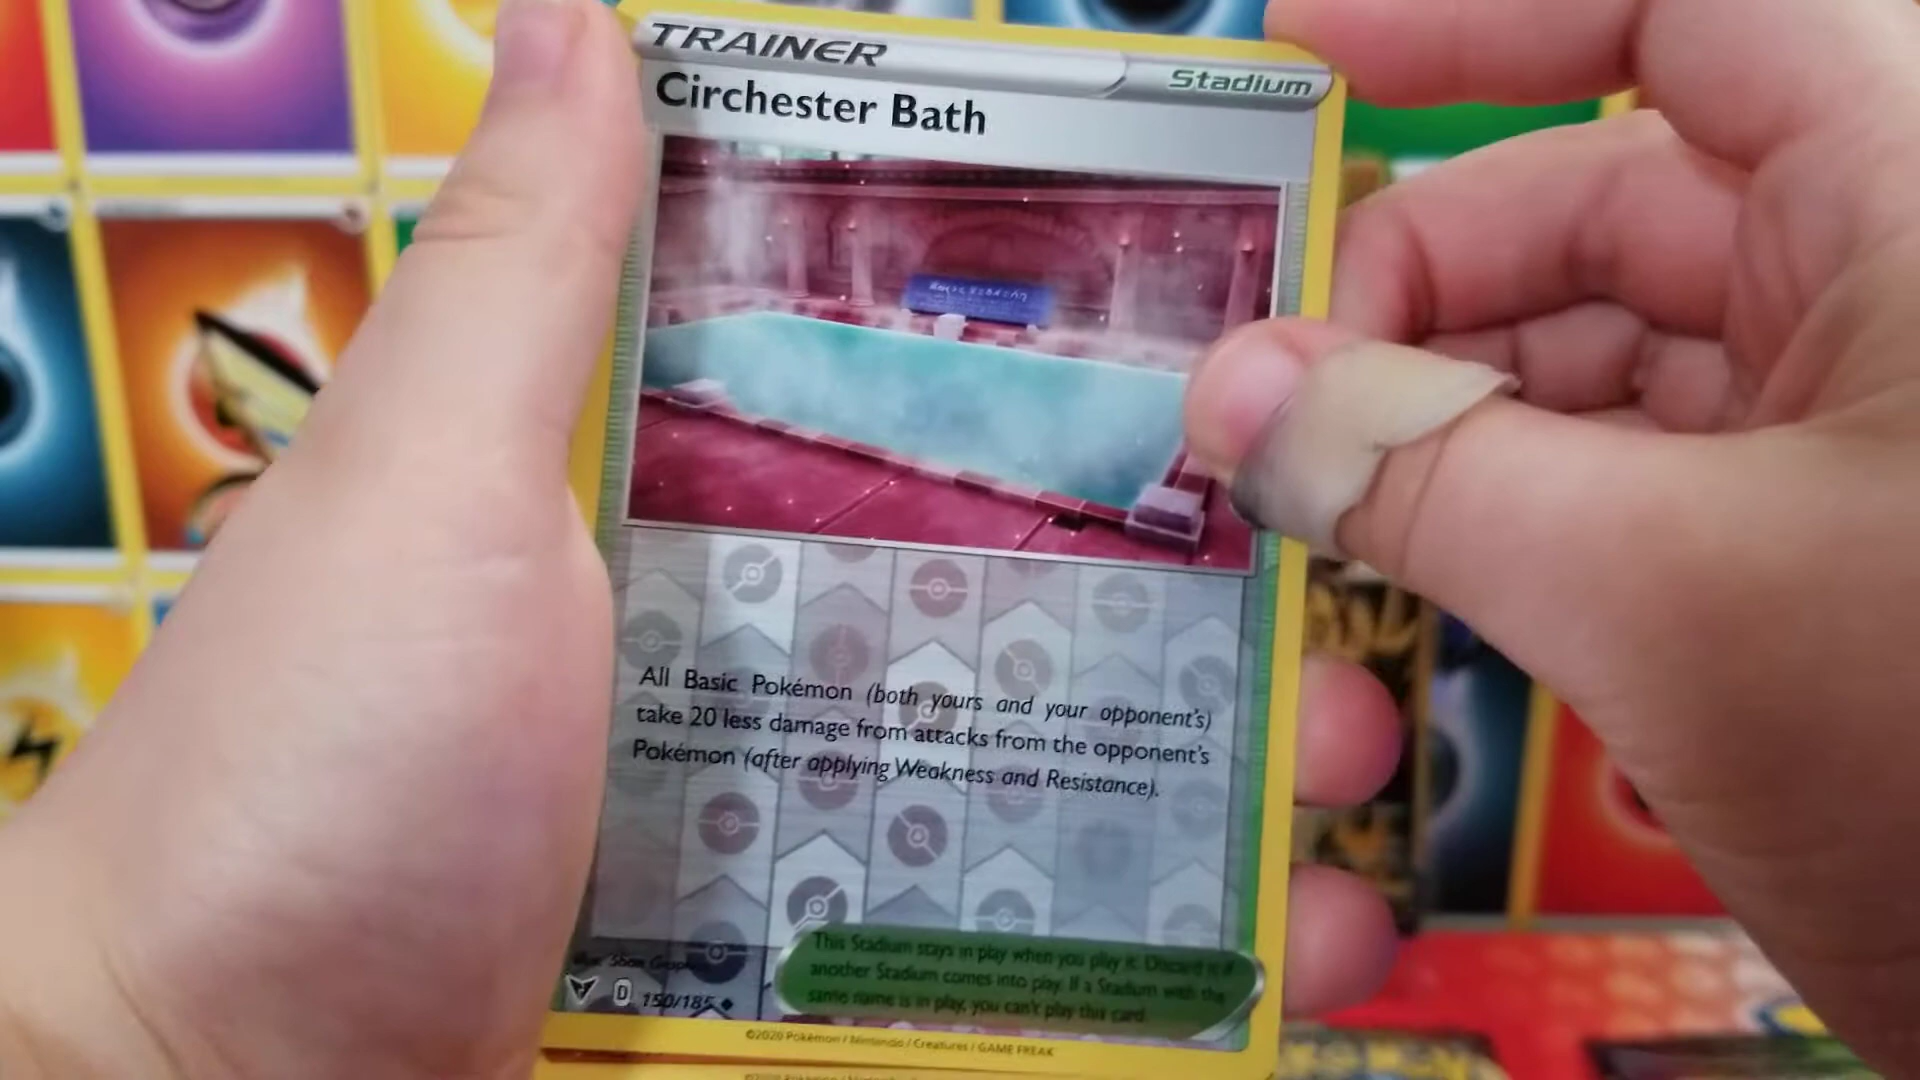 TRAINER
Stadium
Circhester Bath
All Basic Pokémon (both yours and your opponent's)
take 20 less damage from attacks from the opponent's
Pokémon (after applying Weakness and Resistance).
This Stadium stays in play when you play it. Discard it if
another Stadium comes into play. If a Stadium with the
same name is in play, you can't play this card.
D 150/185
©2020 Pokémon / Nintendo / Creatures / GAME FREAK